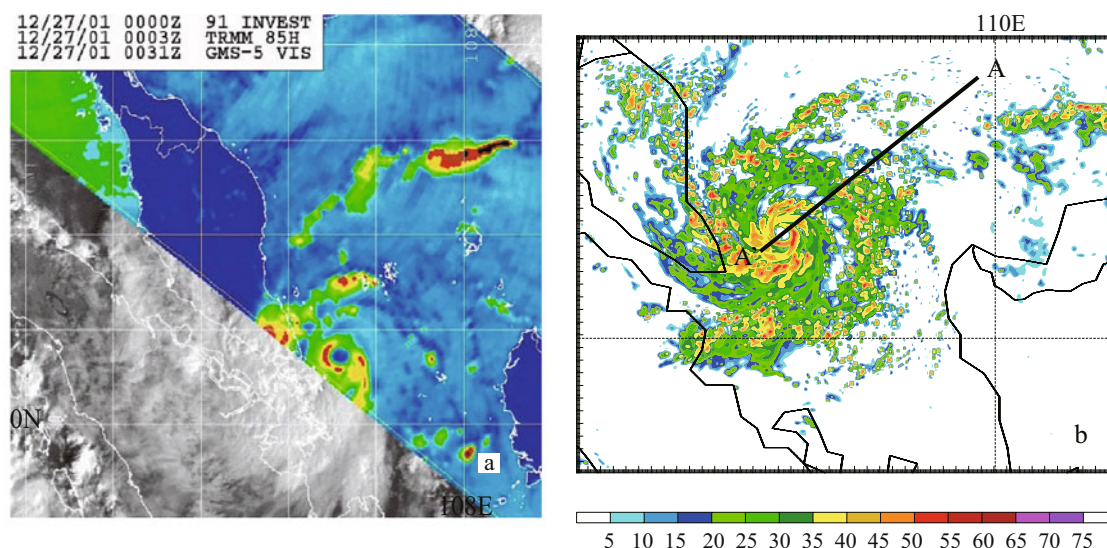 12/27/01 0000Z 91 INVEST
12/27/01 0003Z TRMM 85H
12/27/01 0031Z GMS-5 VIS
108E
0N
a
108E
110E
A
A
b
5 10 15 20 25 30 35 40 45 50 55 60 65 70 75